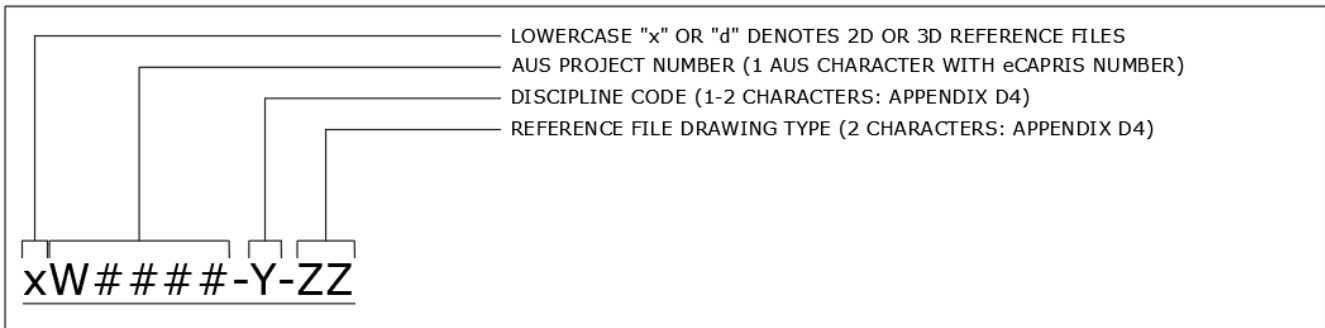 LOWERCASE "x" OR "d" DENOTES 2D OR 3D REFERENCE FILES
AUS PROJECT NUMBER (1 AUS CHARACTER WITH eCAPRIS NUMBER)
DISCIPLINE CODE (1-2 CHARACTERS: APPENDIX D4)
REFERENCE FILE DRAWING TYPE (2 CHARACTERS: APPENDIX D4)
xW####-Y-ZZ